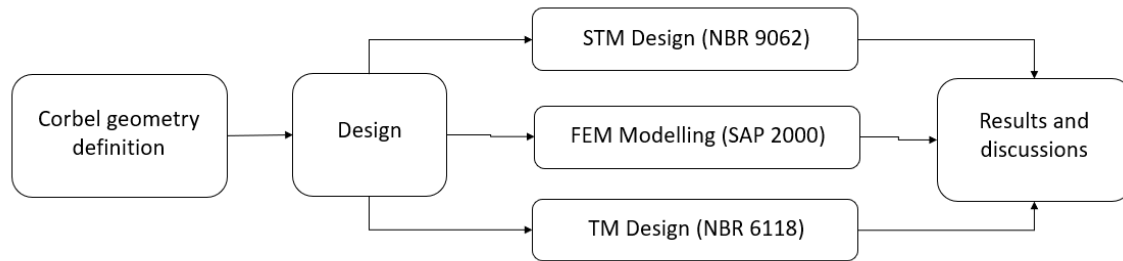 Corbel geometry
definition
Design
STM Design (NBR 9062)
FEM Modelling (SAP 2000)
TM Design (NBR 6118)
Results and
discussions